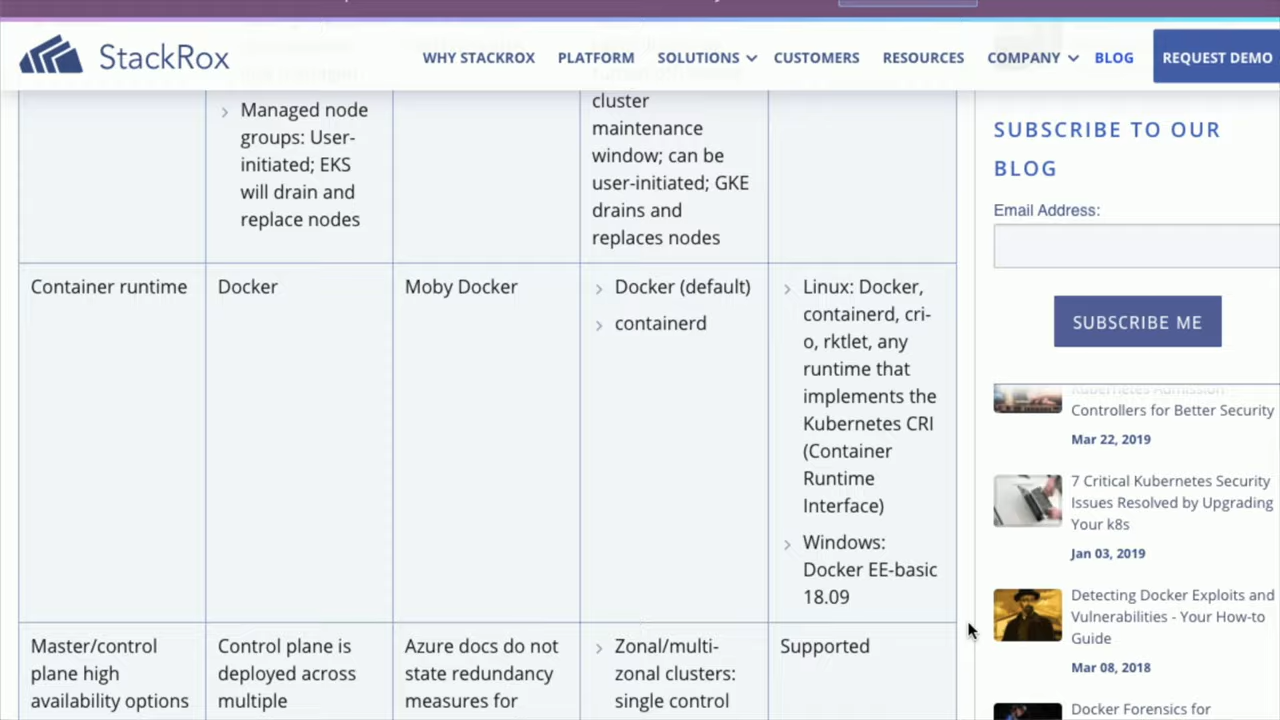 StackRox
WHY STACKROX
PLATFORM
SOLUTIONS
CUSTOMERS
RESOURCES
COMPANY
BLOG
REQUEST DEMO
Managed node
groups: User-
initiated; EKS
will drain and
replace nodes
cluster
maintenance
window; can be
user-initiated; GKE
drains and
replaces nodes
Container runtime
Docker
Moby Docker
Docker (default)
containerd
Linux: Docker,
containerd, cri-
o, rktlet, any
runtime that
implements the
Kubernetes CRI
(Container
Runtime
Interface)
Windows:
Docker EE-basic
18.09
Master/control
plane high
availability options
Control plane is
deployed across
multiple
Azure docs do not
state redundancy
measures for
Zonal/multi-
zonal clusters:
single control
Supported
SUBSCRIBE TO OUR
BLOG
Email Address:
SUBSCRIBE ME
Kubernetes Admission
Controllers for Better Security
Mar 22, 2019
7 Critical Kubernetes Security
Issues Resolved by Upgrading
Your k8s
Jan 03, 2019
Detecting Docker Exploits and
Vulnerabilities - Your How-to
Guide
Mar 08, 2018
Docker Forensics for